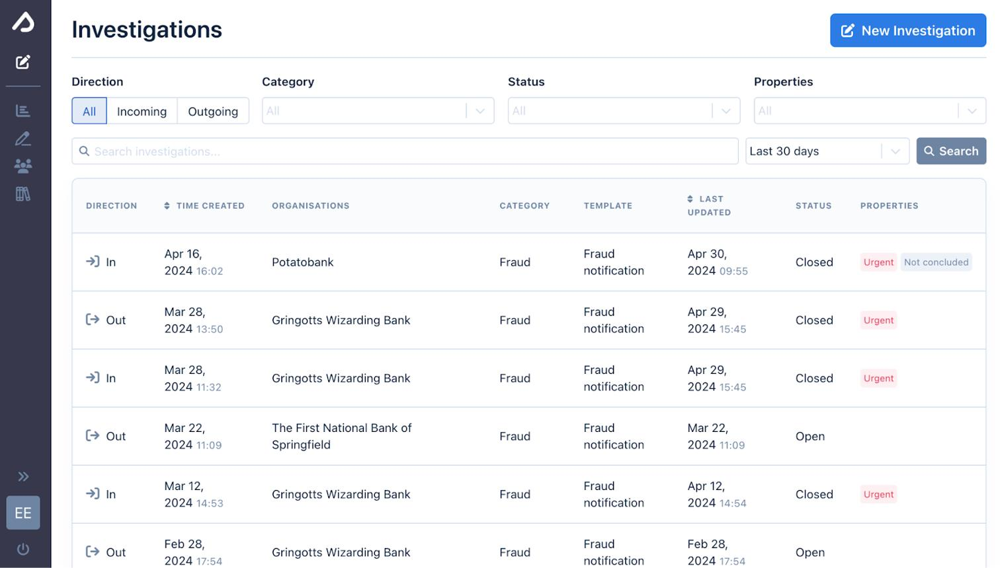 Investigations
New Investigation
Direction
Category
Status
Properties
All
Incoming
Outgoing
All
All
All
Search investigations...
Last 30 days
Search
DIRECTION
TIME CREATED
ORGANISATIONS
CATEGORY
TEMPLATE
LAST
UPDATED
STATUS
PROPERTIES
In
Apr 16,
2024 16:02
Potatobank
Fraud
Fraud
notification
Apr 30,
2024 09:55
Closed
Urgent
Not concluded
Out
Mar 28,
2024 13:50
Gringotts Wizarding Bank
Fraud
Fraud
notification
Apr 29,
2024 15:45
Closed
Urgent
In
Mar 28,
2024 11:32
Gringotts Wizarding Bank
Fraud
Fraud
notification
Apr 29,
2024 15:45
Closed
Urgent
Out
Mar 22,
2024 11:09
The First National Bank of
Springfield
Fraud
Fraud
notification
Mar 22,
2024 11:09
Open
In
Mar 12,
2024 14:53
Gringotts Wizarding Bank
Fraud
Fraud
notification
Apr 12,
2024 14:54
Closed
Urgent
Out
Feb 28,
2024 17:54
Gringotts Wizarding Bank
Fraud
Fraud
notification
Feb 28,
2024 17:54
Open
EE